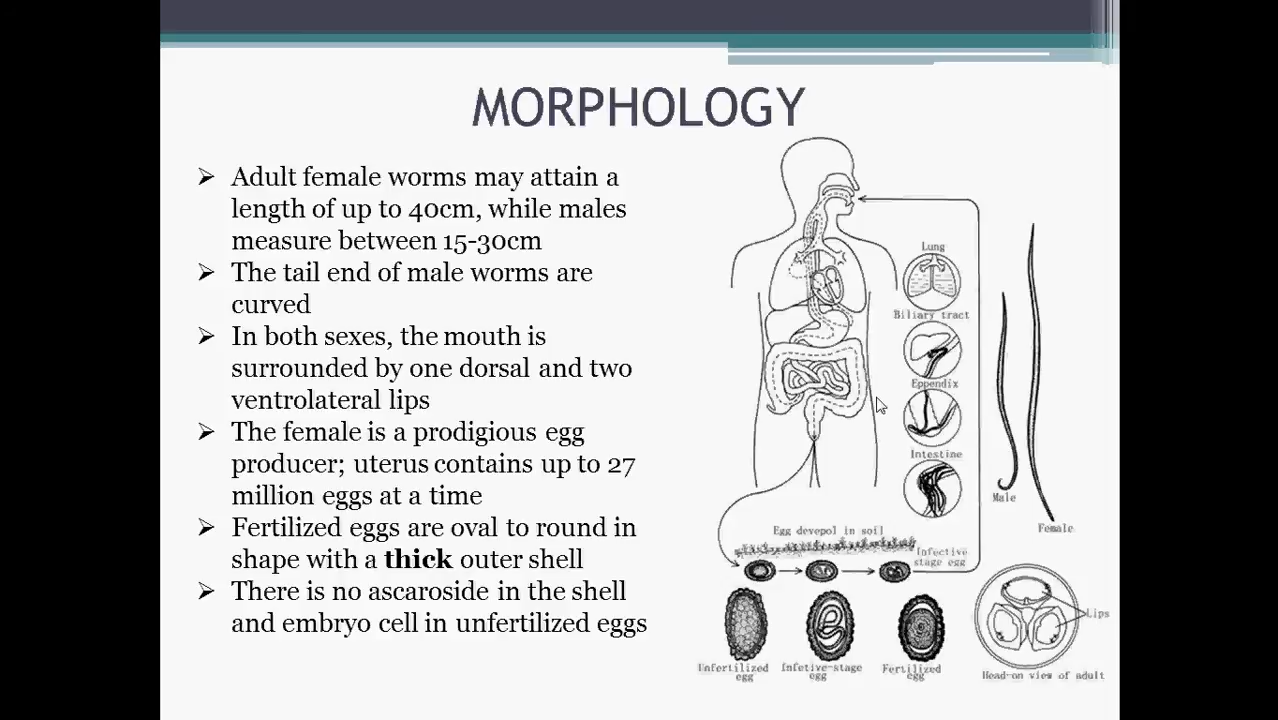 MORPHOLOGY
Adult female worms may attain a
length of up to 40cm, while males
measure between 15-30cm
The tail end of male worms are
curved
In both sexes, the mouth is
surrounded by one dorsal and two
ventrolateral lips
The female is a prodigious egg
producer; uterus contains up to 27
million eggs at a time
Fertilized eggs are oval to round in
shape with a thick outer shell
There is no ascaroside in the shell
and embryo cell in unfertilized eggs
Lung
Biliary tract
Eppendix
Intestine
Male
Female
Egg devepol in soil
Infective
stage egg
Lips
Unfertilized
egg
Infetive-stage
egg
Fertilized
egg
Head-on view of adult